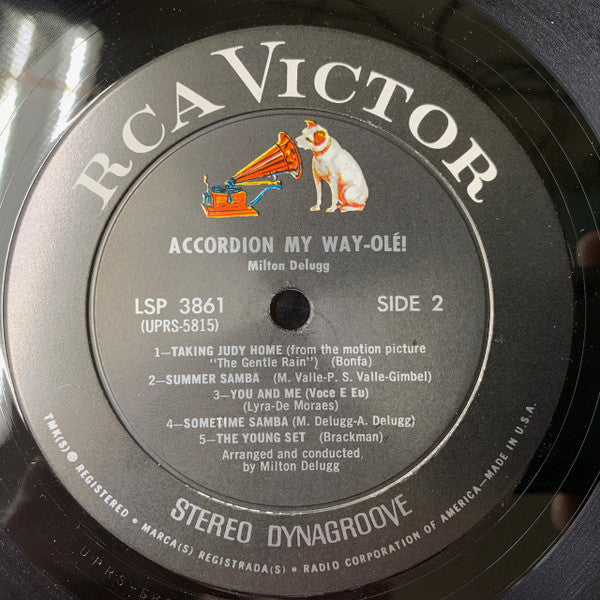 RCA VICTOR
ACCORDION MY WAY-OLÉ!
Milton Delugg
LSP 3861
(UPRS-5815)
SIDE 2
1—TAKING JUDY HOME (from the motion picture
"The Gentle Rain") (Bonfa)
2—SUMMER SAMBA (M. Valle-P. S. Valle-Gimbel)
3—YOU AND ME (Voce E Eu)
(Lyra-De Moraes)
4—SOMETIME SAMBA (M. Delugg-A. Delugg)
5—THE YOUNG SET (Brackman)
Arranged and conducted
by Milton Delugg
STEREO DYNAGROOVE
TMK(S) ® REGISTERED • MARCA(S) REGISTRADA(S) • RADIO CORPORATION OF AMERICA—MADE IN U.S.A.